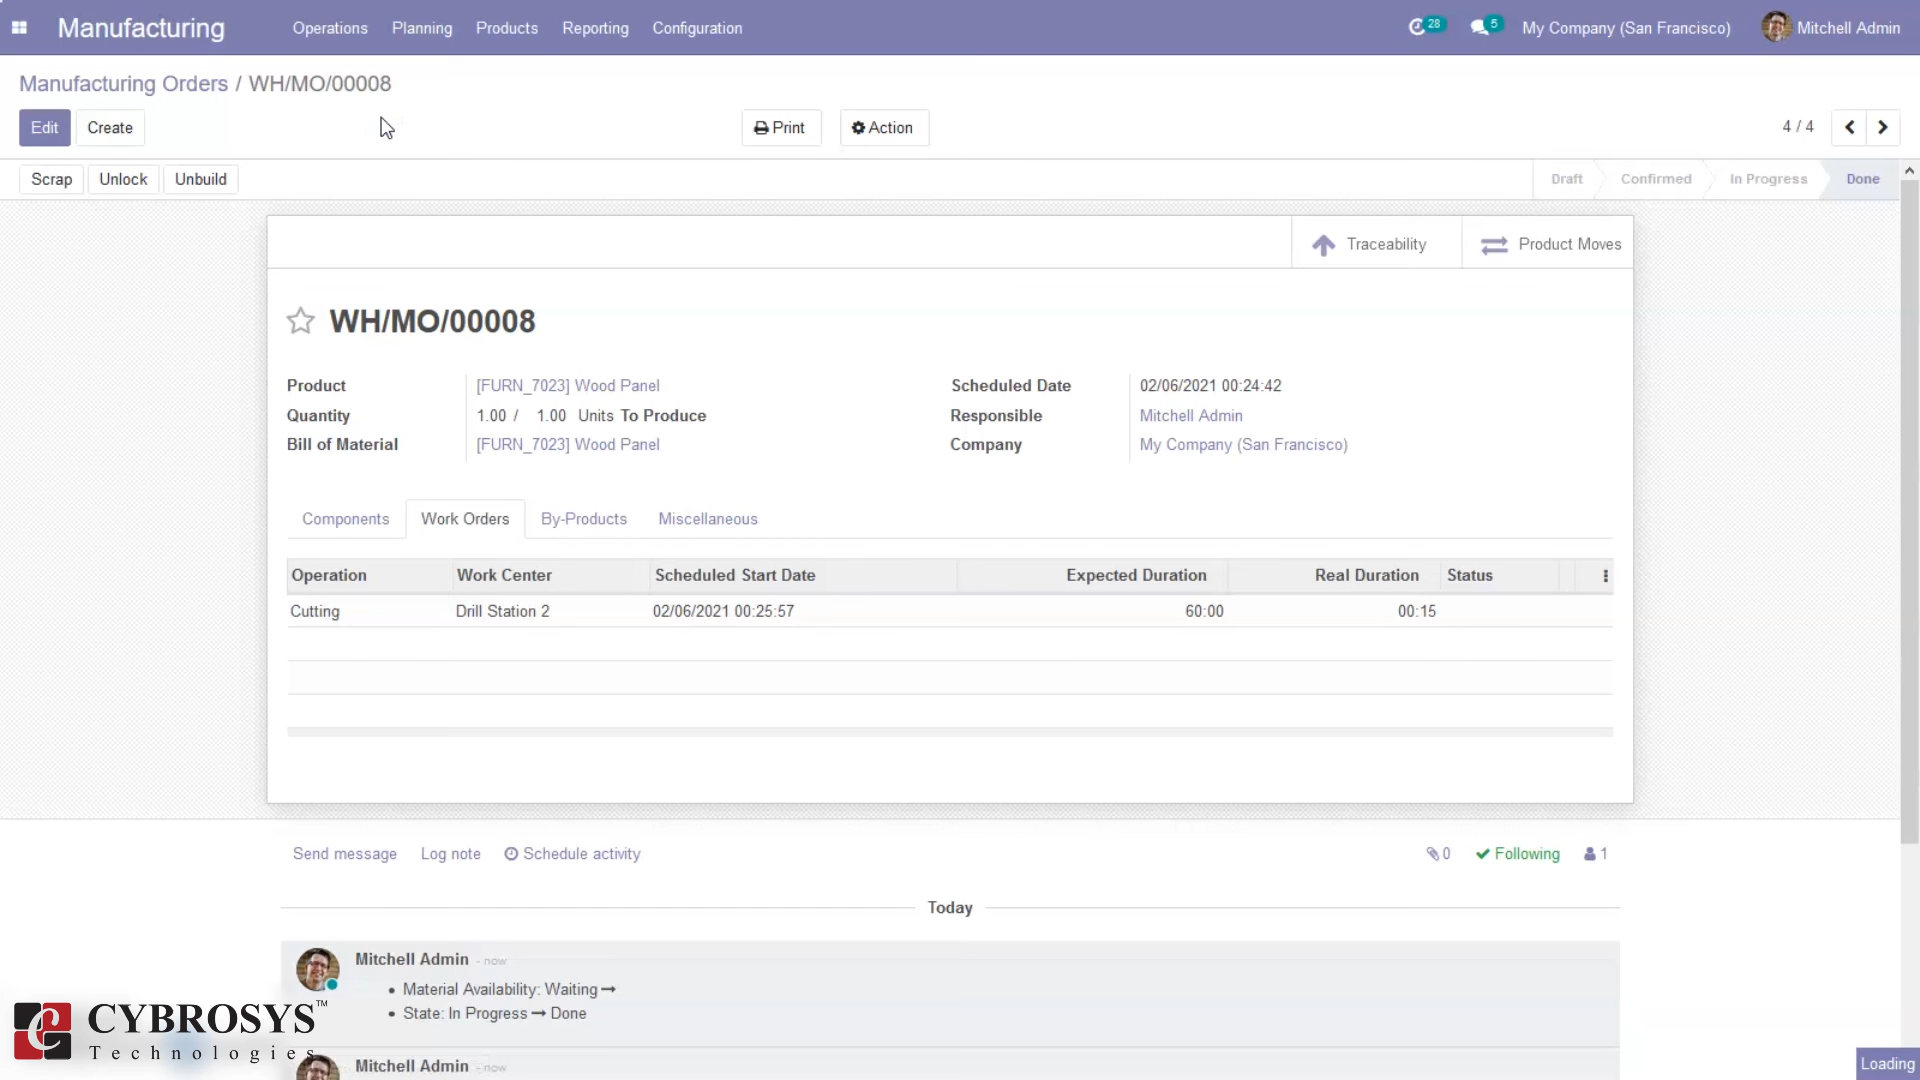 Manufacturing Operations Planning Products Reporting Configuration 28 5 My Company (San Francisco) Mitchell Admin
Manufacturing Orders / WH/MO/00008
Edit Create Print Action 4 / 4
Scrap Unlock Unbuild Draft Confirmed In Progress Done
Traceability Product Moves
WH/MO/00008
Product [FURN_7023] Wood Panel Scheduled Date 02/06/2021 00:24:42
Quantity 1.00 / 1.00 Units To Produce Responsible Mitchell Admin
Bill of Material [FURN_7023] Wood Panel Company My Company (San Francisco)
Components Work Orders By-Products Miscellaneous
Operation Work Center Scheduled Start Date Expected Duration Real Duration Status
Cutting Drill Station 2 02/06/2021 00:25:57 60:00 00:15
Send message Log note Schedule activity 0 Following 1
Today
Mitchell Admin - now
• Material Availability: Waiting →
• State: In Progress → Done
Mitchell Admin - now
CYBROSYS™
Technologies
Loading